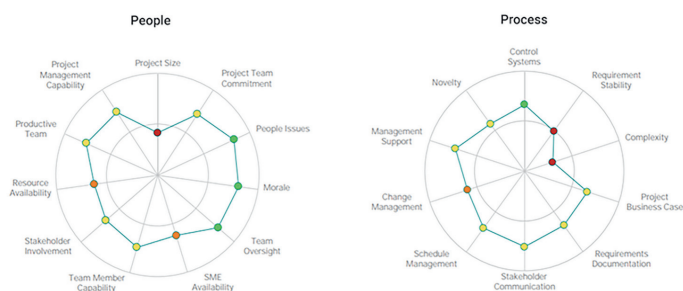 People
Project Size
Project Team
Commitment
People Issues
Morale
Team
Oversight
SME
Availability
Team Member
Capability
Stakeholder
Involvement
Resource
Availability
Productive
Team
Project
Management
Capability
Process
Control
Systems
Requirement
Stability
Complexity
Project
Business Case
Requirements
Documentation
Stakeholder
Communication
Schedule
Management
Change
Management
Management
Support
Novelty